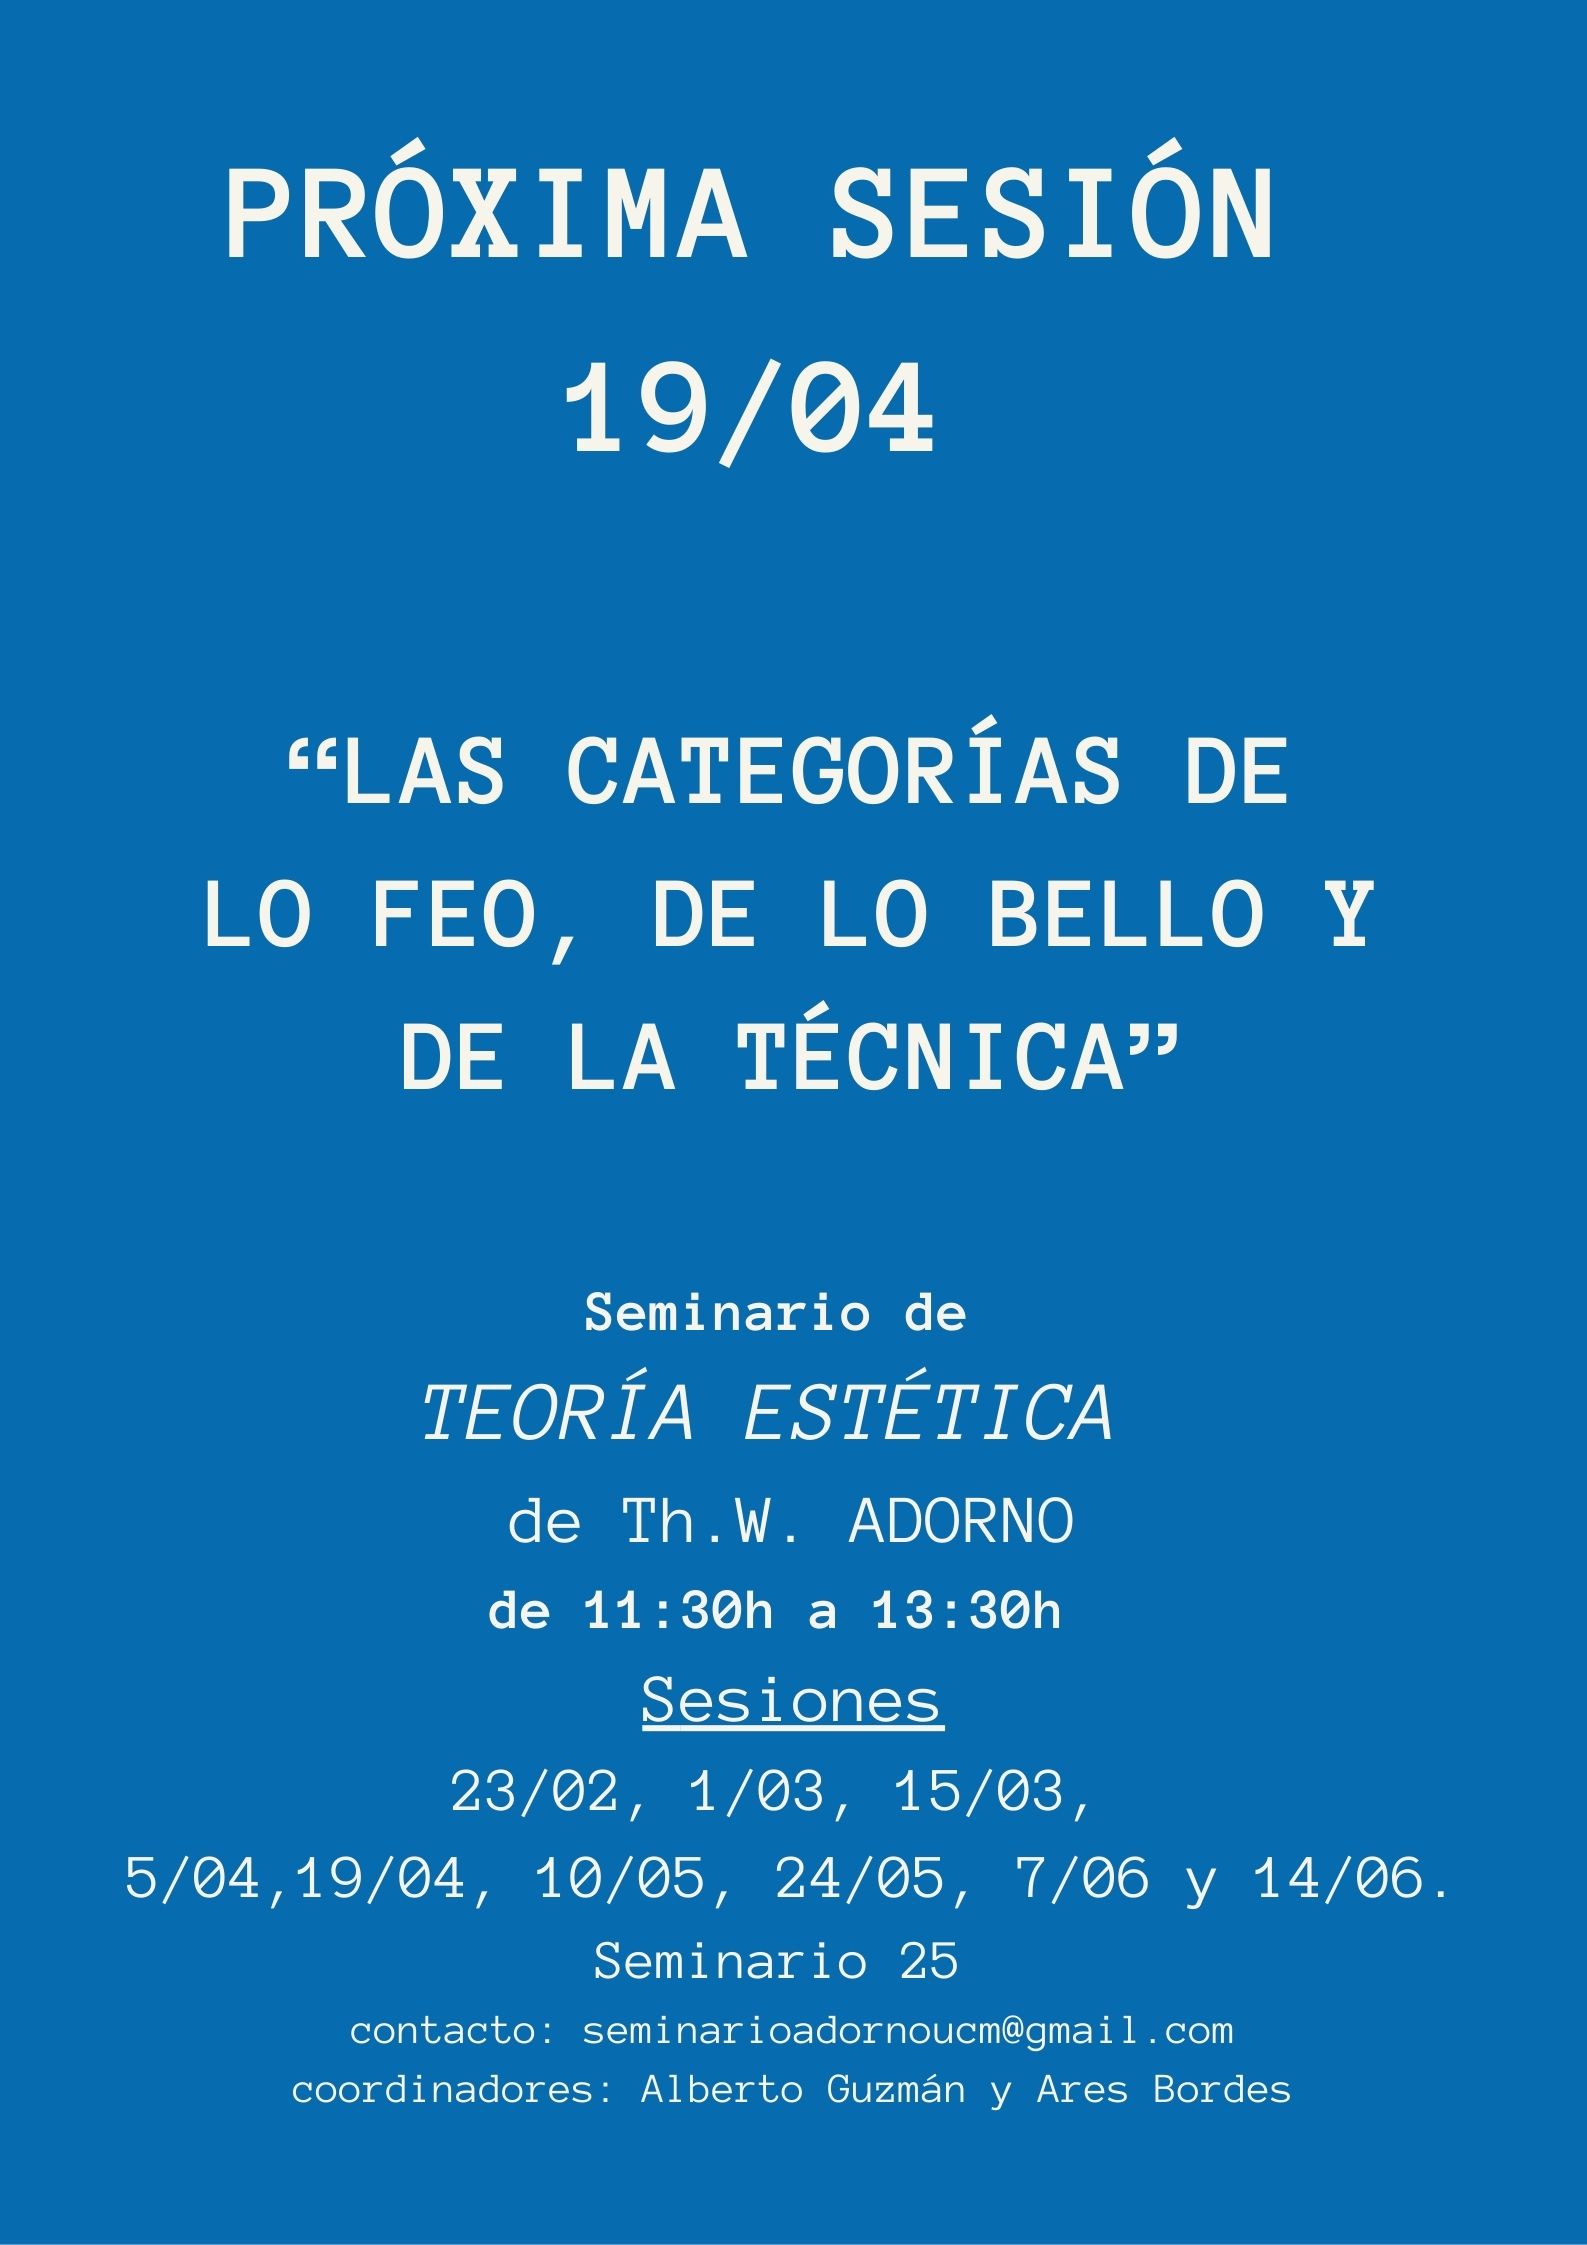 PRÓXIMA SESIÓN
19/04
“LAS CATEGORÍAS DE
LO FEO, DE LO BELLO Y
DE LA TÉCNICA”
Seminario de
TEORÍA ESTÉTICA
de Th.W. ADORNO
de 11:30h a 13:30h
Sesiones
23/02, 1/03, 15/03,
5/04,19/04, 10/05, 24/05, 7/06 y 14/06.
Seminario 25
contacto: seminarioadornoucm@gmail.com
coordinadores: Alberto Guzmán y Ares Bordes